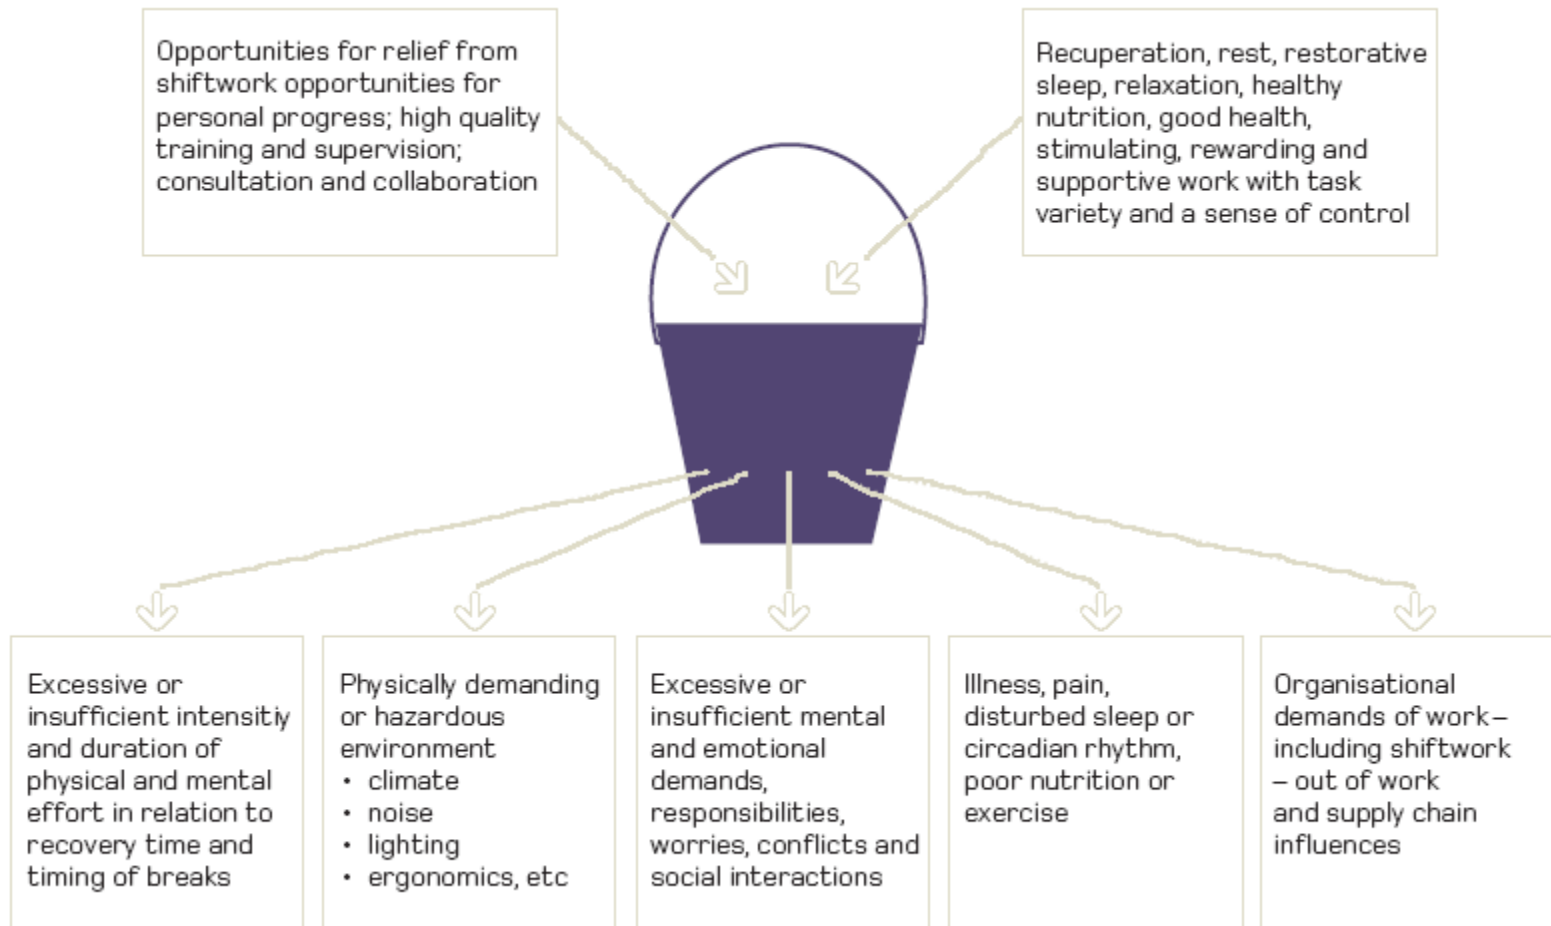 Opportunities for relief from
shiftwork opportunities for
personal progress; high quality
training and supervision;
consultation and collaboration
Recuperation, rest, restorative
sleep, relaxation, healthy
nutrition, good health,
stimulating, rewarding and
supportive work with task
variety and a sense of control
Excessive or
insufficient intensitiy
and duration of
physical and mental
effort in relation to
recovery time and
timing of breaks
Physically demanding
or hazardous
environment
• climate
• noise
• lighting
• ergonomics, etc
Excessive or
insufficient mental
and emotional
demands,
responsibilities,
worries, conflicts and
social interactions
Illness, pain,
disturbed sleep or
circadian rhythm,
poor nutrition or
exercise
Organisational
demands of work–
including shiftwork
– out of work
and supply chain
influences